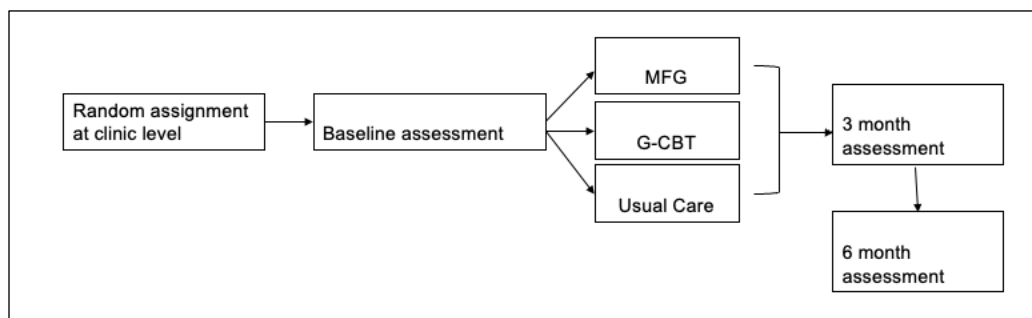 Random assignment
at clinic level
Baseline assessment
MFG
G-CBT
Usual Care
3 month
assessment
6 month
assessment